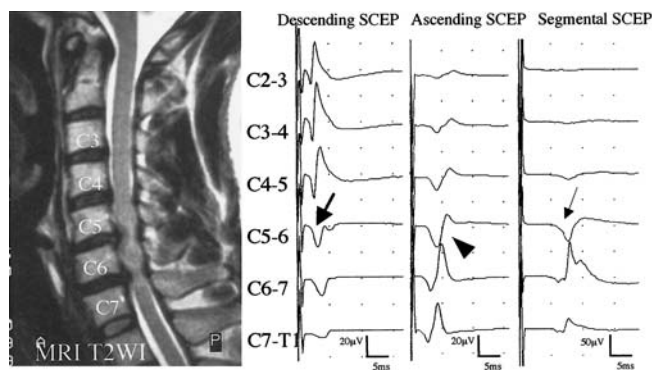 Descending SCEP Ascending SCEP Segmental SCEP
C2-3
C3-4
C4-5
C5-6
C6-7
C7-T1
20μV
5ms
20μV
5ms
50μV
5ms
C3
C4
C5
C6
C7
A
P
MRI T2WI